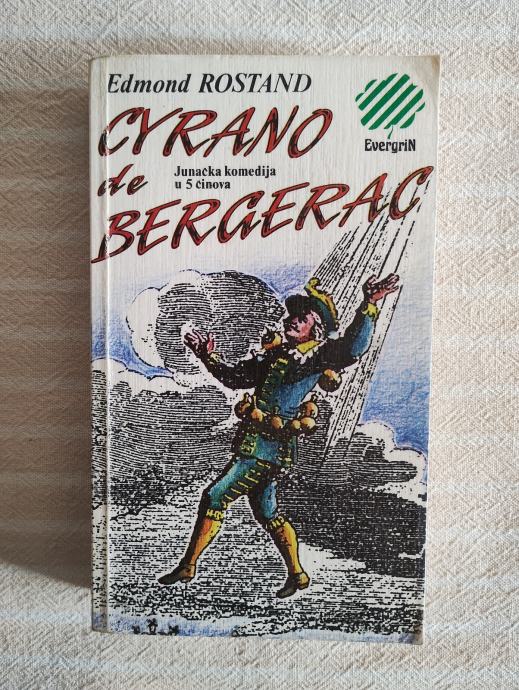 Edmond ROSTAND
EvergriN
CYRANO
de
Junačka komedija
u 5 činova
BERGERAC